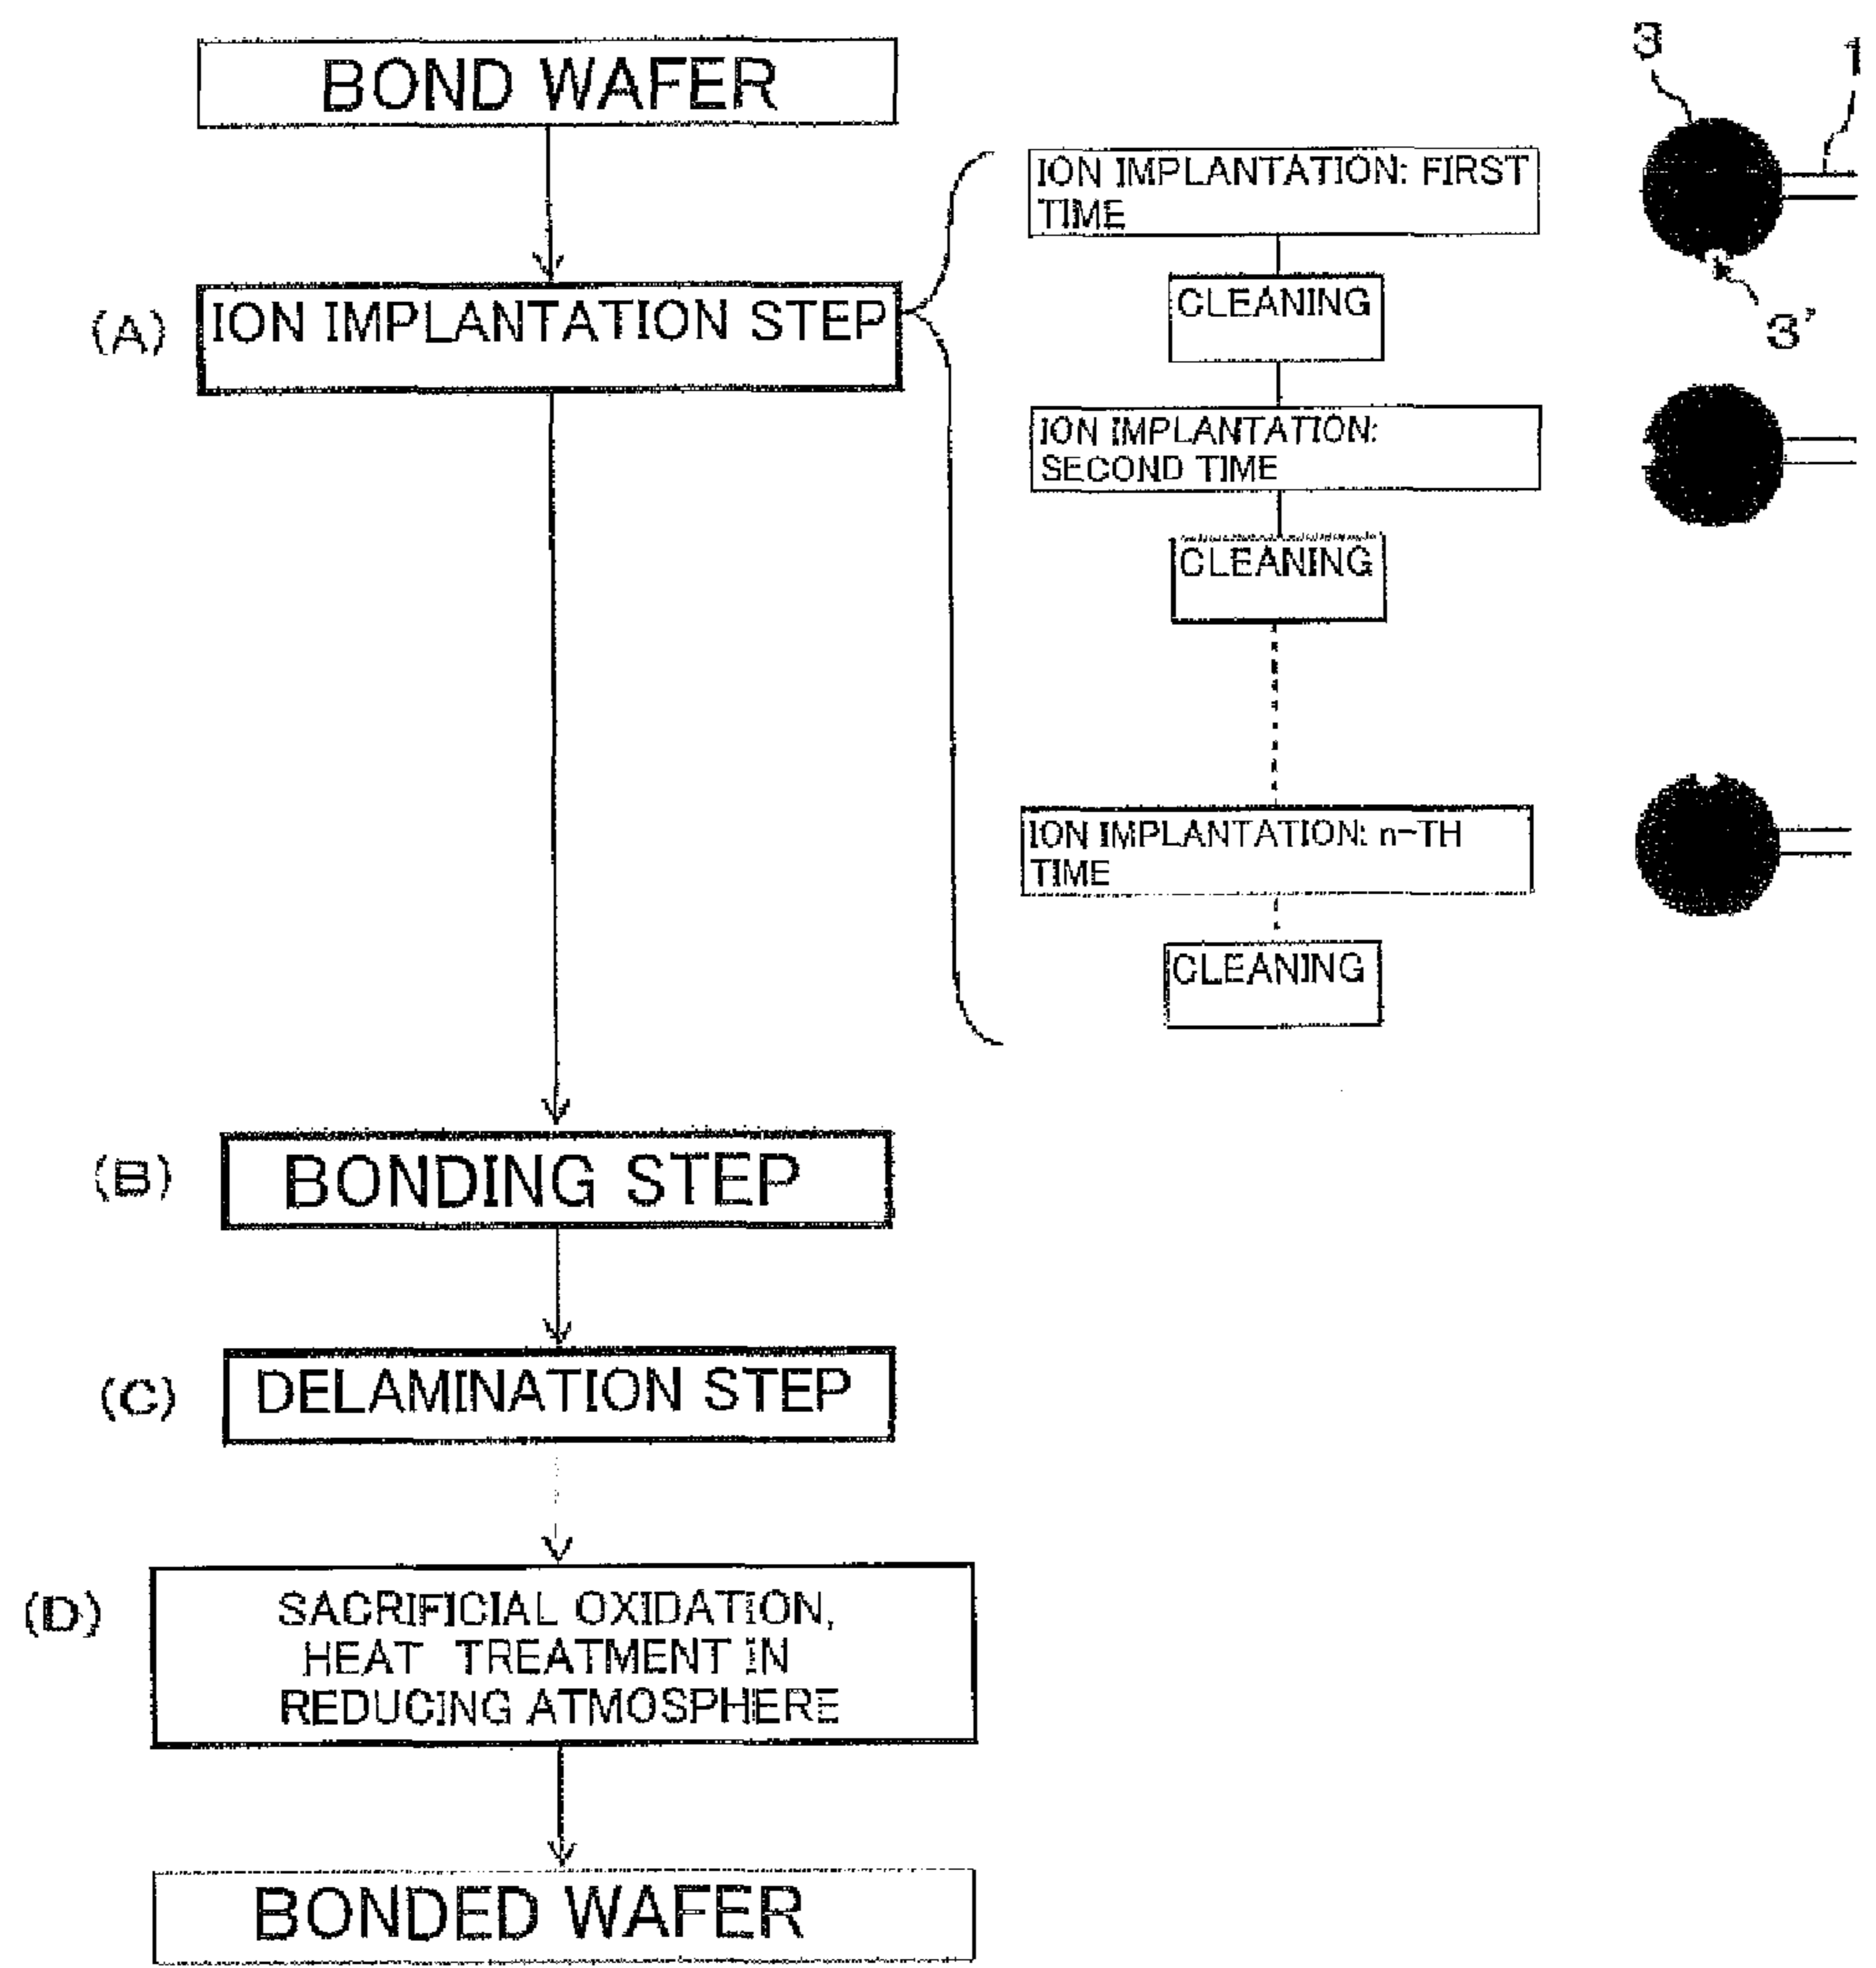 BOND WAFER
(A)
ION IMPLANTATION STEP
ION IMPLANTATION: FIRST
TIME
CLEANING
ION IMPLANTATION:
SECOND TIME
CLEANING
ION IMPLANTATION: n-TH
TIME
CLEANING
3
1
3'
(B)
BONDING STEP
(C)
DELAMINATION STEP
(D)
SACRIFICIAL OXIDATION,
HEAT TREATMENT IN
REDUCING ATMOSPHERE
BONDED WAFER